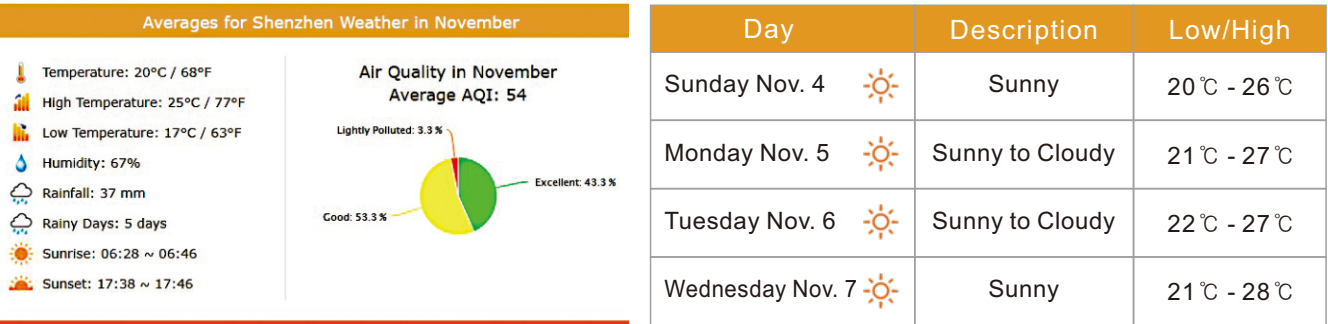 Averages for Shenzhen Weather in November
Temperature: 20°C / 68°F
High Temperature: 25°C / 77°F
Low Temperature: 17°C / 63°F
Humidity: 67%
Rainfall: 37 mm
Rainy Days: 5 days
Sunrise: 06:28 ~ 06:46
Sunset: 17:38 ~ 17:46
Air Quality in November
Average AQI: 54
Lightly Polluted: 3.3 %
Excellent: 43.3 %
Good: 53.3 %
Day Description Low/High
Sunday Nov. 4 Sunny 20℃ - 26℃
Monday Nov. 5 Sunny to Cloudy 21℃ - 27℃
Tuesday Nov. 6 Sunny to Cloudy 22℃ - 27℃
Wednesday Nov. 7 Sunny 21℃ - 28℃